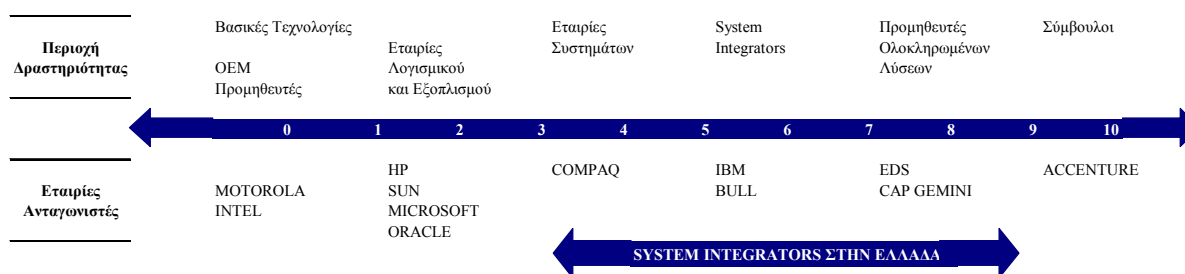 Περιοχή
Δραστηριότητας
Βασικές Τεχνολογίες
OEM
Προμηθευτές
Εταιρίες
Λογισμικού
και Εξοπλισμού
Εταιρίες
Συστημάτων
System
Integrators
Προμηθευτές
Ολοκληρωμένων
Λύσεων
Σύμβουλοι
0 1 2 3 4 5 6 7 8 9 10
Εταιρίες
Ανταγωνιστές
MOTOROLA
INTEL
HP
SUN
MICROSOFT
ORACLE
COMPAQ
IBM
BULL
EDS
CAP GEMINI
ACCENTURE
SYSTEM INTEGRATORS ΣΤΗΝ ΕΛΛΑΔΑ